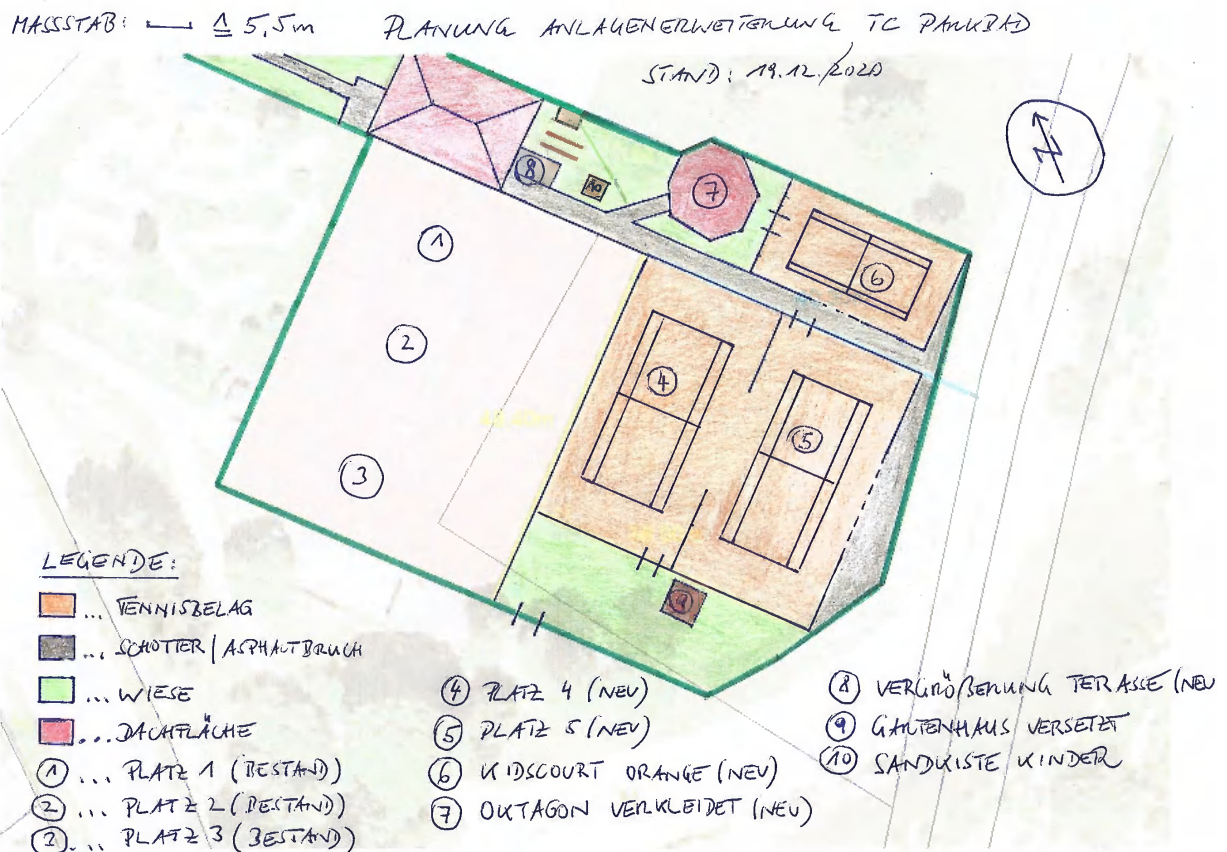 MASSSTAB: ≙ 5,5m PLANUNG ANLAGENERWEITERUNG TC PARKBAD
STAND: 19.12.2020
N
8
10
7
6
1
2
3
4
5
9
LEGENDE:
... TENNISBELAG
... SCHOTTER/ASPHALTBRUCH
... WIESE
... DACHFLÄCHE
① ... PLATZ 1 (BESTAND)
② ... PLATZ 2 (BESTAND)
③ ... PLATZ 3 (BESTAND)
④ PLATZ 4 (NEU)
⑤ PLATZ 5 (NEU)
⑥ KIDSCOURT ORANGE (NEU)
⑦ OKTAGON VERKLEIDET (NEU)
⑧ VERGRÖßERUNG TERASSE (NEU
⑨ GARTENHAUS VERSETZT
⑩ SANDKISTE KINDER